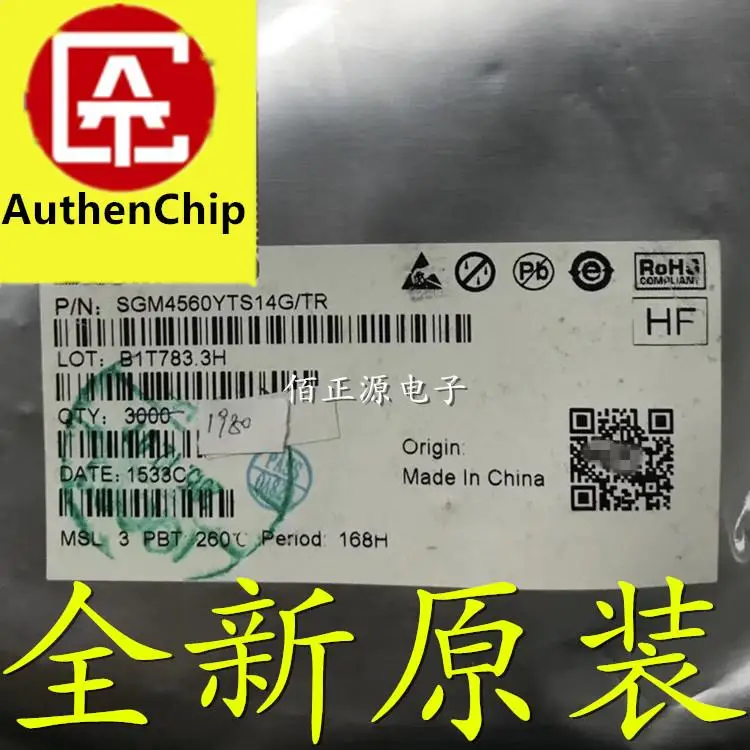 AuthenChip
P/N: SGM4560YTS14G/TR
RoHS
COMPLIANT
HF
LOT: B1T783.3H
佰正源电子
QTY: 3000 1980
PASS
Origin:
Made In China
DATE: 1533C
MSL 3 PBT 260℃ Period: 168H
全新原装